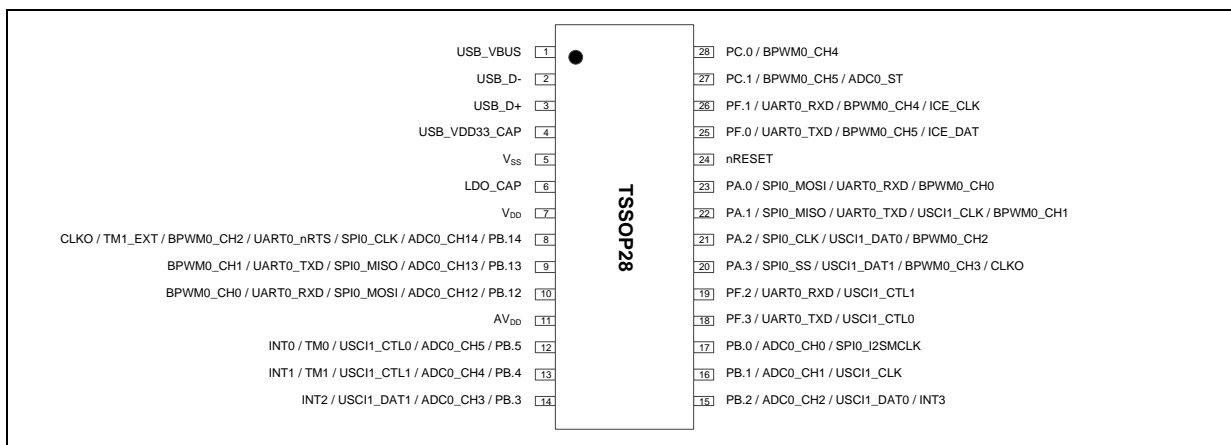 USB_VBUS 1
USB_D- 2
USB_D+ 3
USB_VDD33_CAP 4
VSS 5
LDO_CAP 6
VDD 7
CLKO / TM1_EXT / BPWM0_CH2 / UART0_nRTS / SPI0_CLK / ADC0_CH14 / PB.14 8
BPWM0_CH1 / UART0_TXD / SPI0_MISO / ADC0_CH13 / PB.13 9
BPWM0_CH0 / UART0_RXD / SPI0_MOSI / ADC0_CH12 / PB.12 10
AVDD 11
INT0 / TM0 / USCI1_CTL0 / ADC0_CH5 / PB.5 12
INT1 / TM1 / USCI1_CTL1 / ADC0_CH4 / PB.4 13
INT2 / USCI1_DAT1 / ADC0_CH3 / PB.3 14
TSSOP28
28 PC.0 / BPWM0_CH4
27 PC.1 / BPWM0_CH5 / ADC0_ST
26 PF.1 / UART0_RXD / BPWM0_CH4 / ICE_CLK
25 PF.0 / UART0_TXD / BPWM0_CH5 / ICE_DAT
24 nRESET
23 PA.0 / SPI0_MOSI / UART0_RXD / BPWM0_CH0
22 PA.1 / SPI0_MISO / UART0_TXD / USCI1_CLK / BPWM0_CH1
21 PA.2 / SPI0_CLK / USCI1_DAT0 / BPWM0_CH2
20 PA.3 / SPI0_SS / USCI1_DAT1 / BPWM0_CH3 / CLKO
19 PF.2 / UART0_RXD / USCI1_CTL1
18 PF.3 / UART0_TXD / USCI1_CTL0
17 PB.0 / ADC0_CH0 / SPI0_I2SMCLK
16 PB.1 / ADC0_CH1 / USCI1_CLK
15 PB.2 / ADC0_CH2 / USCI1_DAT0 / INT3